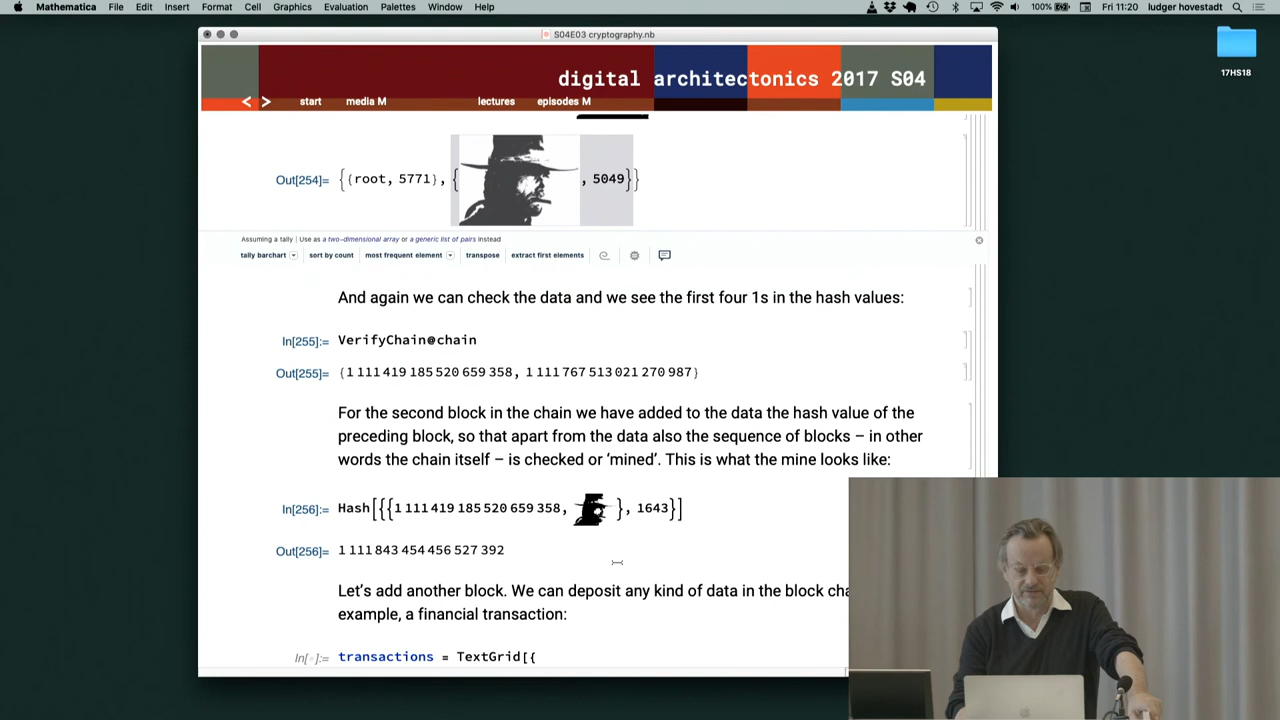 Mathematica File Edit Insert Format Cell Graphics Evaluation Palettes Window Help 100% Fri 11:20 ludger hovestadt
S04E03 cryptography.nb
17HS18
digital architectonics 2017 S04
< > start media M lectures episodes M
Out[254]= {{root, 5771}, { , 5049}}
Assuming a tally | Use as a two-dimensional array or a generic list of pairs instead
tally barchart sort by count most frequent element transpose extract first elements
And again we can check the data and we see the first four 1s in the hash values:
In[255]:= VerifyChain@chain
Out[255]= {1 111 419 185 520 659 358, 1 111 767 513 021 270 987}
For the second block in the chain we have added to the data the hash value of the
preceding block, so that apart from the data also the sequence of blocks – in other
words the chain itself – is checked or ‘mined’. This is what the mine looks like:
In[256]:= Hash[{{1 111 419 185 520 659 358, }, 1643}]
Out[256]= 1 111 843 454 456 527 392
Let’s add another block. We can deposit any kind of data in the block cha
example, a financial transaction:
In[ ]:= transactions = TextGrid[{